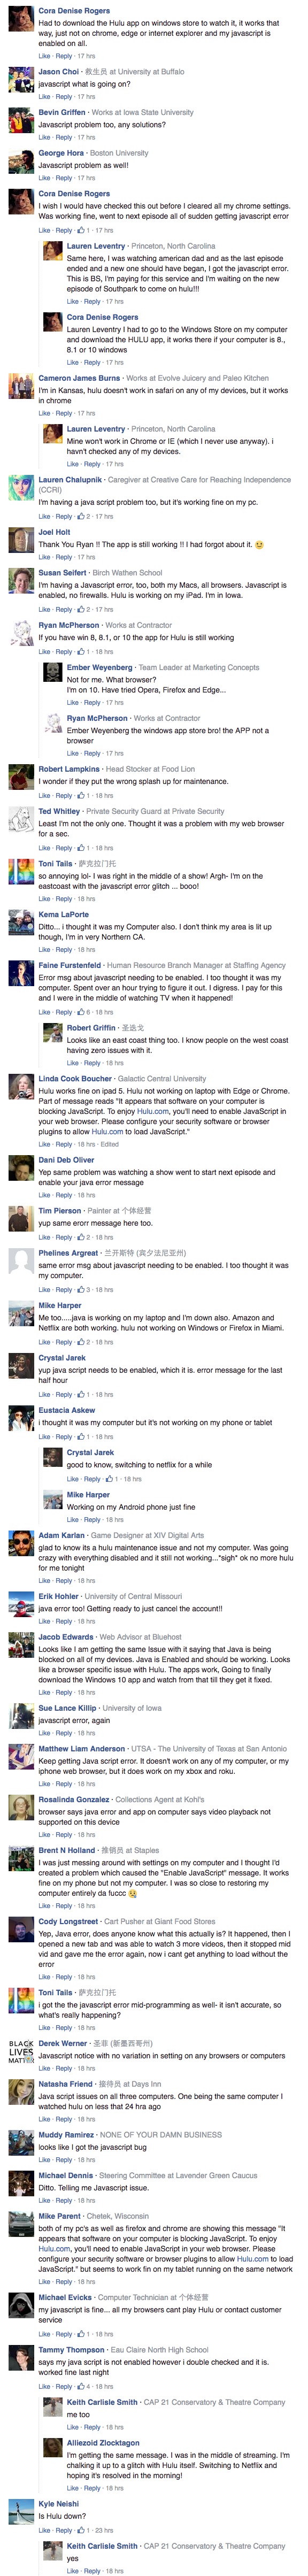 Cora Denise Rogers
Had to download the Hulu app on windows store to watch it, it works that
way, just not on chrome, edge or internet explorer and my javascript is
enabled on all.
Like · Reply · 17 hrs
Jason Choi · 救生员 at University at Buffalo
javascript what is going on?
Like · Reply · 17 hrs
Bevin Griffen · Works at Iowa State University
Javascript problem too, any solutions?
Like · Reply · 17 hrs
George Hora · Boston University
Javascript problem as well!
Like · Reply · 17 hrs
Cora Denise Rogers
I wish I would have checked this out before I cleared all my chrome settings.
Was working fine, went to next episode all of sudden getting javascript error
Like · Reply · 1 · 17 hrs
Lauren Leventry · Princeton, North Carolina
Same here, I was watching american dad and as the last episode
ended and a new one should have began, I got the javascript error.
This is BS, I'm paying for this service and I'm waiting on the new
episode of Southpark to come on hulu!!!
Like · Reply · 17 hrs
Cora Denise Rogers
Lauren Leventry I had to go to the Windows Store on my computer
and download the HULU app, it works there if your computer is 8.,
8.1 or 10 windows
Like · Reply · 17 hrs
Cameron James Burns · Works at Evolve Juicery and Paleo Kitchen
I'm in Kansas, hulu doesn't work in safari on any of my devices, but it works
in chrome
Like · Reply · 17 hrs
Lauren Leventry · Princeton, North Carolina
Mine won't work in Chrome or IE (which I never use anyway). i
havn't checked any of my devices.
Like · Reply · 17 hrs
Lauren Chalupnik · Caregiver at Creative Care for Reaching Independence
(CCRI)
I'm having a java script problem too, but it's working fine on my pc.
Like · Reply · 2 · 17 hrs
Joel Holt
Thank You Ryan !! The app is still working !! I had forgot about it.
Like · Reply · 17 hrs
Susan Seifert · Birch Wathen School
I'm having a Javascript error, too, both my Macs, all browsers. Javascript is
enabled, no firewalls. Hulu is working on my iPad. I'm in Iowa.
Like · Reply · 2 · 17 hrs
Ryan McPherson · Works at Contractor
If you have win 8, 8.1, or 10 the app for Hulu is still working
Like · Reply · 1 · 18 hrs
Ember Weyenberg · Team Leader at Marketing Concepts
Not for me. What browser?
I'm on 10. Have tried Opera, Firefox and Edge...
Like · Reply · 17 hrs
Ryan McPherson · Works at Contractor
Ember Weyenberg the windows app store bro! the APP not a
browser
Like · Reply · 17 hrs
Robert Lampkins · Head Stocker at Food Lion
I wonder if they put the wrong splash up for maintenance.
Like · Reply · 1 · 18 hrs
Ted Whitley · Private Security Guard at Private Security
Least I'm not the only one. Thought it was a problem with my web browser
for a sec.
Like · Reply · 1 · 18 hrs
Toni Tails · 萨克拉门托
so annoying lol- I was right in the middle of a show! Argh- I'm on the
eastcoast with the javascript error glitch ... booo!
Like · Reply · 18 hrs
Kema LaPorte
Ditto... i thought it was my Computer also. I don't think my area is lit up
though, I'm in very Northern CA.
Like · Reply · 18 hrs
Faine Furstenfeld · Human Resource Branch Manager at Staffing Agency
Error msg about javascript needing to be enabled. I too thought it was my
computer. Spent over an hour trying to figure it out. I digress. I pay for this
and I were in the middle of watching TV when it happened!
Like · Reply · 6 · 18 hrs
Robert Griffin · 圣迭戈
Looks like an east coast thing too. I know people on the west coast
having zero issues with it.
Like · Reply · 18 hrs
Linda Cook Boucher · Galactic Central University
Hulu works fine on ipad 5. Hulu not working on laptop with Edge or Chrome.
Part of message reads "It appears that software on your computer is
blocking JavaScript. To enjoy Hulu.com, you'll need to enable JavaScript in
your web browser. Please configure your security software or browser
plugins to allow Hulu.com to load JavaScript."
Like · Reply · 18 hrs · Edited
Dani Deb Oliver
Yep same problem was watching a show went to start next episode and
enable your java error message
Like · Reply · 18 hrs
Tim Pierson · Painter at 个体经营
yup same erorr message here too.
Like · Reply · 2 · 18 hrs
Phelines Argreat · 兰开斯特 (宾夕法尼亚州)
same error msg about javascript needing to be enabled. I too thought it was
my computer.
Like · Reply · 3 · 18 hrs
Mike Harper
Me too.....java is working on my laptop and I'm down also. Amazon and
Netflix are both working. hulu not working on Windows or Firefox in Miami.
Like · Reply · 2 · 18 hrs
Crystal Jarek
yup java script needs to be enabled, which it is. error message for the last
half hour
Like · Reply · 1 · 18 hrs
Eustacia Askew
i thought it was my computer but it's not working on my phone or tablet
Like · Reply · 1 · 18 hrs
Crystal Jarek
good to know, switching to netflix for a while
Like · Reply · 1 · 18 hrs
Mike Harper
Working on my Android phone just fine
Like · Reply · 18 hrs
Adam Karlan · Game Designer at XIV Digital Arts
glad to know its a hulu maintenance issue and not my computer. Was going
crazy with everything disabled and it still not working..."sigh" ok no more hulu
for me tonight
Like · Reply · 18 hrs
Erik Hohler · University of Central Missouri
java error too! Getting ready to just cancel the account!!
Like · Reply · 18 hrs
Jacob Edwards · Web Advisor at Bluehost
Looks like I am getting the same Issue with it saying that Java is being
blocked on all of my devices. Java is Enabled and should be working. Looks
like a browser specific issue with Hulu. The apps work, Going to finally
download the Windows 10 app and watch from that till they get it fixed.
Like · Reply · 18 hrs
Sue Lance Killip · University of Iowa
javascript error, again
Like · Reply · 18 hrs
Matthew Liam Anderson · UTSA - The University of Texas at San Antonio
Keep getting Java script error. It doesn't work on any of my computer, or my
iphone web browser, but it does work on my xbox and roku.
Like · Reply · 18 hrs
Rosalinda Gonzalez · Collections Agent at Kohl's
browser says java error and app on computer says video playback not
supported on this device
Like · Reply · 18 hrs
Brent N Holland · 推销员 at Staples
I was just messing around with settings on my computer and I thought I'd
created a problem which caused the "Enable JavaScript" message. It works
fine on my phone but not my computer. I was so close to restoring my
computer entirely da fuccc
Like · Reply · 18 hrs
Cody Longstreet · Cart Pusher at Giant Food Stores
Yep, Java error, does anyone know what this actually is? It happened, then I
opened a new tab and was able to watch 3 more videos, then it stopped mid
vid and gave me the error again, now i cant get anything to load without the
error
Like · Reply · 18 hrs
Toni Tails · 萨克拉门托
i got the the javascript error mid-programming as well- it isn't accurate, so
what's really happening?
Like · Reply · 18 hrs
BLACK
LIVES
MATTER
Derek Werner · 圣菲 (新墨西哥州)
Javascript notice with no variation in setting on any browsers or computers
Like · Reply · 18 hrs
Natasha Friend · 接待员 at Days Inn
Java script issues on all three computers. One being the same computer I
watched hulu on less that 24 hra ago
Like · Reply · 18 hrs
Muddy Ramirez · NONE OF YOUR DAMN BUSINESS
looks like I got the javascript bug
Like · Reply · 18 hrs
Michael Dennis · Steering Committee at Lavender Green Caucus
Ditto. Telling me Javascript issue.
Like · Reply · 18 hrs
Mike Parent · Chetek, Wisconsin
both of my pc's as well as firefox and chrome are showing this message "It
appears that software on your computer is blocking JavaScript. To enjoy
Hulu.com, you'll need to enable JavaScript in your web browser. Please
configure your security software or browser plugins to allow Hulu.com to load
JavaScript." but seems to work fin on my tablet running on the same network
Like · Reply · 18 hrs
Michael Evicks · Computer Technician at 个体经营
my javascript is fine... all my browsers cant play Hulu or contact customer
service
Like · Reply · 1 · 18 hrs
Tammy Thompson · Eau Claire North High School
says my java script is not enabled however i double checked and it is.
worked fine last night
Like · Reply · 4 · 18 hrs
Keith Carlisle Smith · CAP 21 Conservatory & Theatre Company
me too
Like · Reply · 18 hrs
Alliezoid Zlocktagon
I'm getting the same message. I was in the middle of streaming. I'm
chalking it up to a glitch with Hulu itself. Switching to Netflix and
hoping it's resolved in the morning!
Like · Reply · 18 hrs
Kyle Neishi
Is Hulu down?
Like · Reply · 1 · 23 hrs
Keith Carlisle Smith · CAP 21 Conservatory & Theatre Company
yes
Like · Reply · 18 hrs